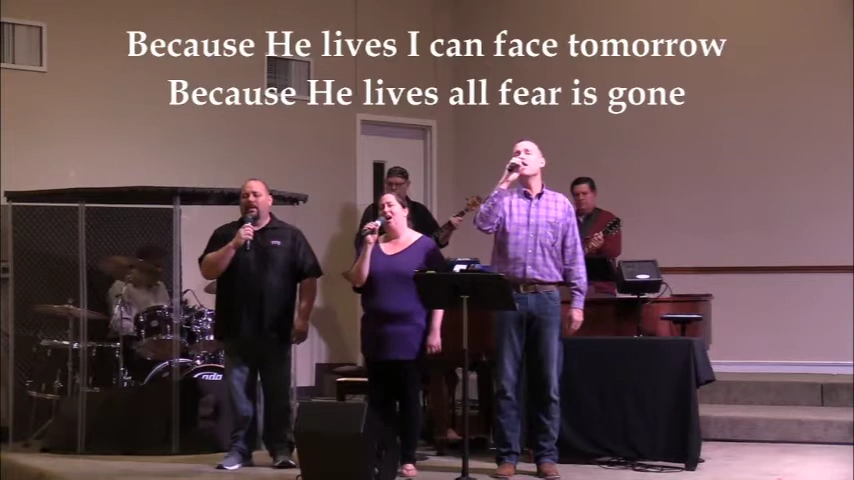 Because He lives I can face tomorrow
Because He lives all fear is gone